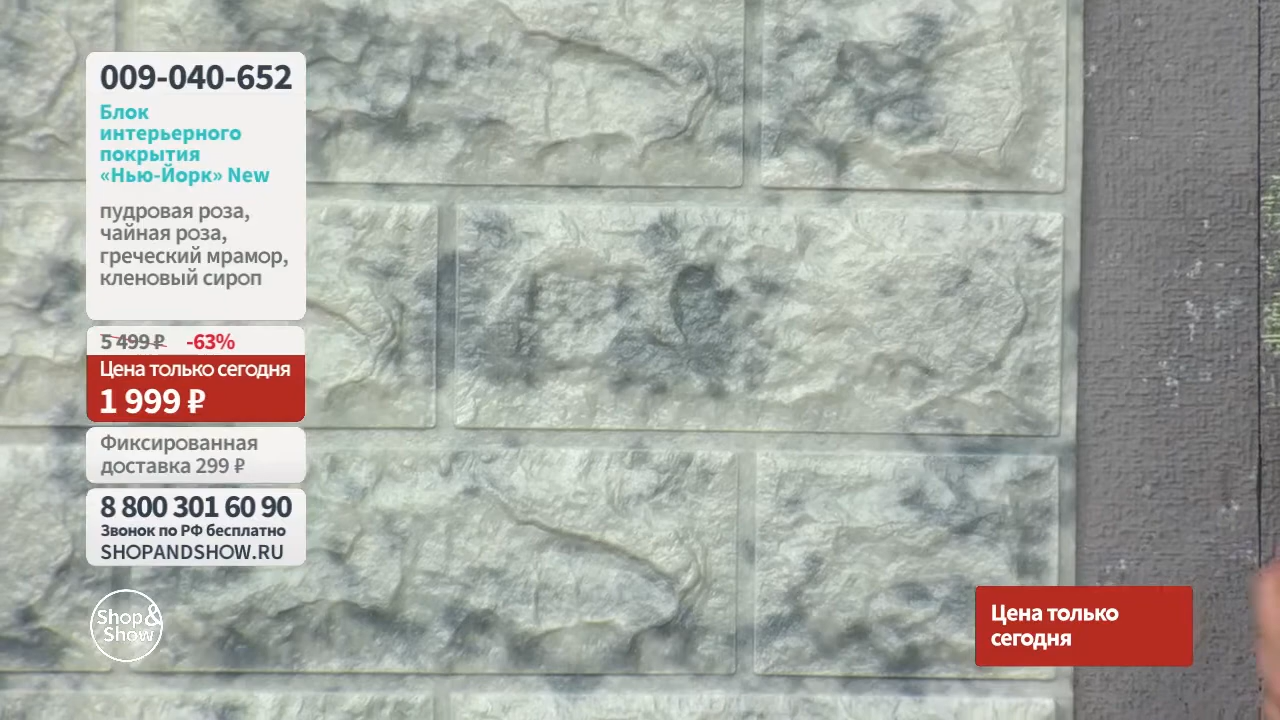 009-040-652
Блок
интерьерного
покрытия
«Нью-Йорк» New
пудровая роза,
чайная роза,
греческий мрамор,
кленовый сироп
5 499 ₽ -63%
Цена только сегодня
1 999 ₽
Фиксированная
доставка 299 ₽
8 800 301 60 90
Звонок по РФ бесплатно
SHOPANDSHOW.RU
Shop&
Show
Цена только
сегодня